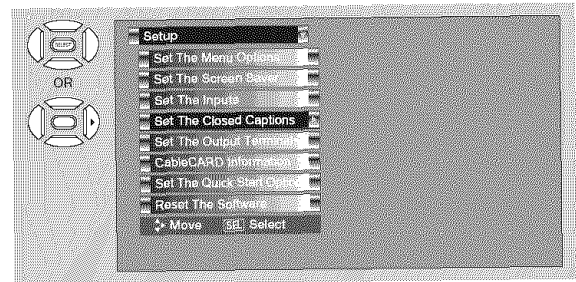 SELECT
OR
Setup
Set The Menu Options
Set The Screen Saver
Set The Inputs
Set The Closed Captions
Set The Output Terminal
CableCARD Information
Set The Quick Start Option
Reset The Software
Move SEL Select